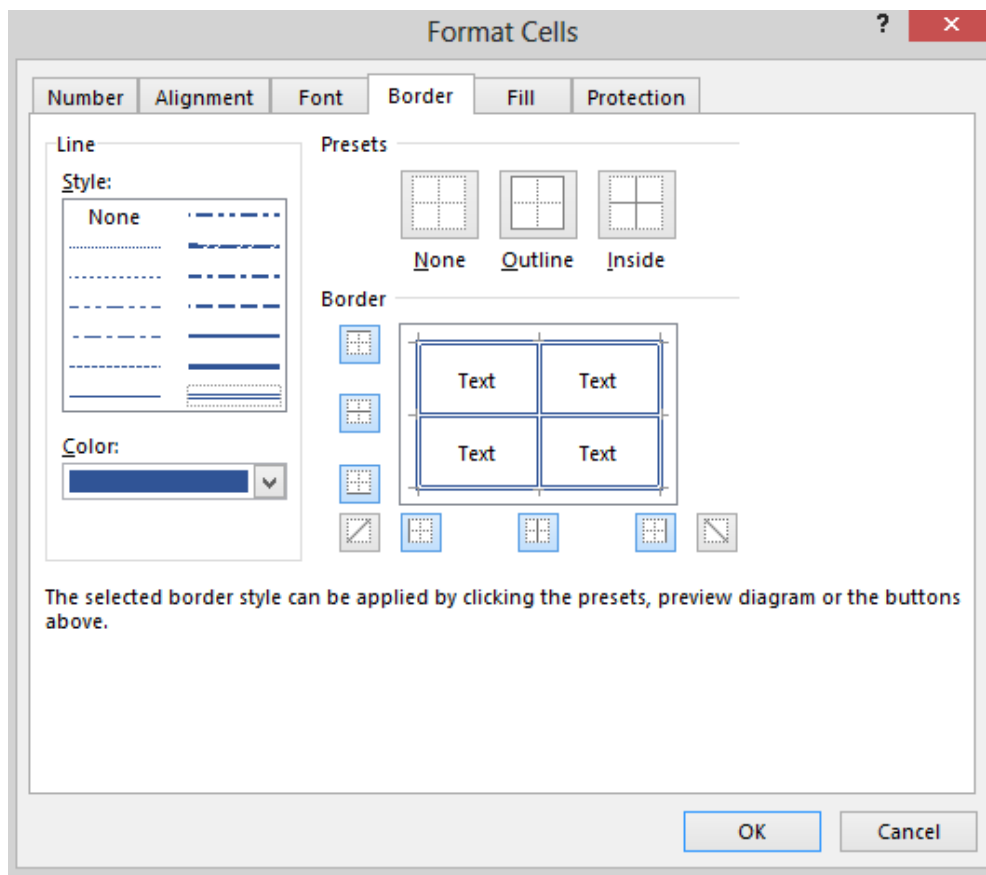 Format Cells
?
Number Alignment Font Border Fill Protection
Line
Style:
None
Color:
Presets
None Outline Inside
Border
Text Text
Text Text
The selected border style can be applied by clicking the presets, preview diagram or the buttons
above.
OK Cancel